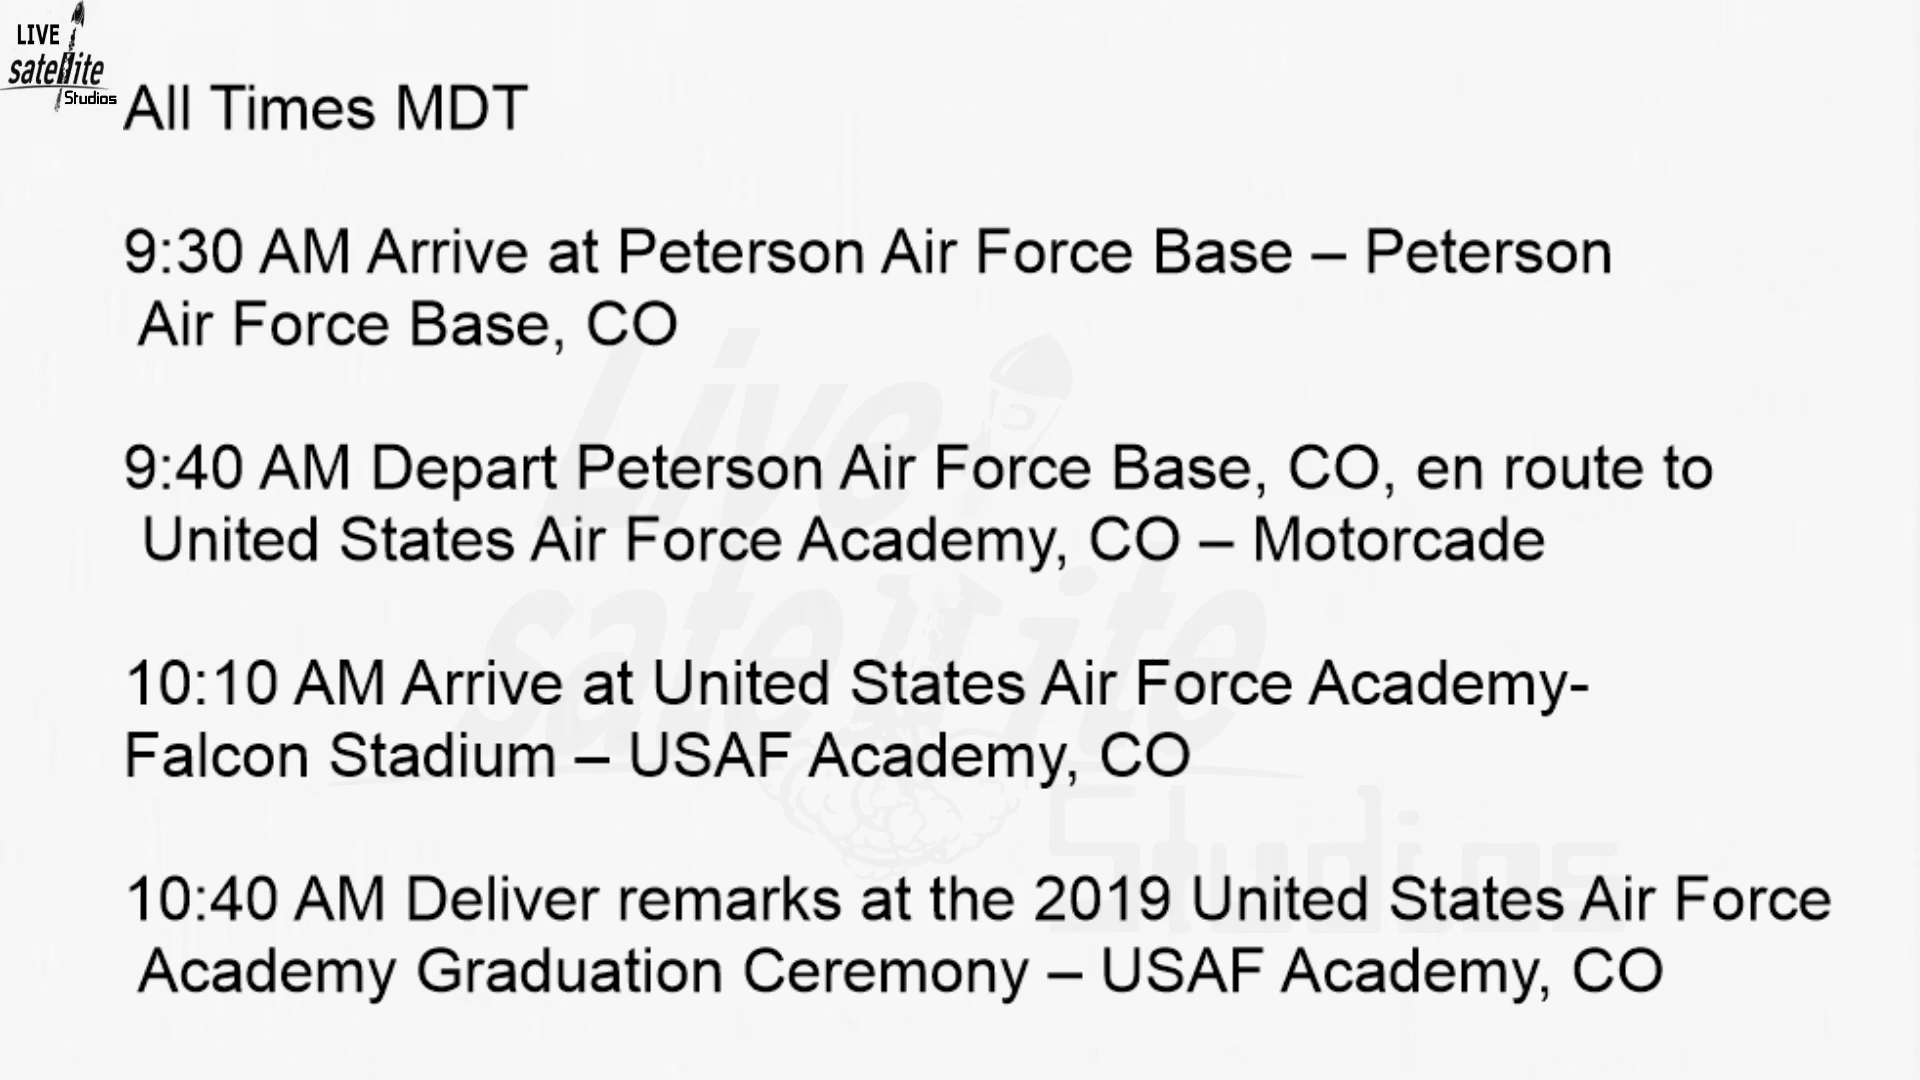 LIVE
satellite
Studios
All Times MDT
9:30 AM Arrive at Peterson Air Force Base – Peterson
Air Force Base, CO
9:40 AM Depart Peterson Air Force Base, CO, en route to
United States Air Force Academy, CO – Motorcade
10:10 AM Arrive at United States Air Force Academy-
Falcon Stadium – USAF Academy, CO
10:40 AM Deliver remarks at the 2019 United States Air Force
Academy Graduation Ceremony – USAF Academy, CO
Live
satellite
Studios